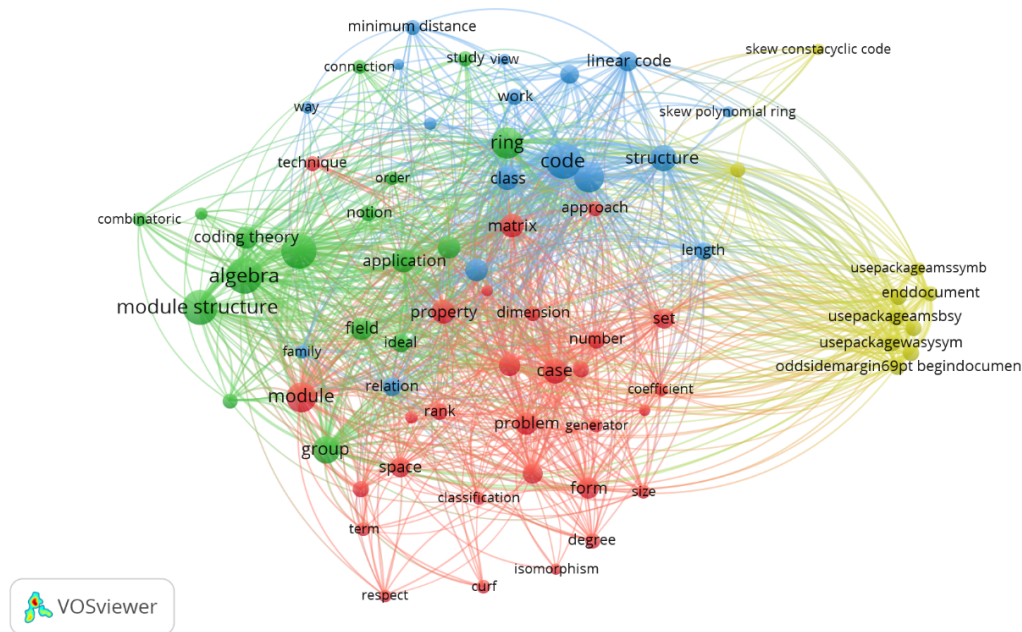 minimum distance
skew constacyclic code
study
view
linear code
connection
work
way
skew polynomial ring
ring
code
structure
technique
class
order
approach
combinatoric
notion
matrix
coding theory
length
application
usepackageamssymb
algebra
enddocument
module structure
property
dimension
usepackageamsbsy
set
field
ideal
number
usepackagewasysym
family
case
oddsidemargin69pt begindocumen
relation
coefficient
module
rank
problem
generator
group
space
form
size
classification
term
degree
isomorphism
curf
respect
VOSviewer